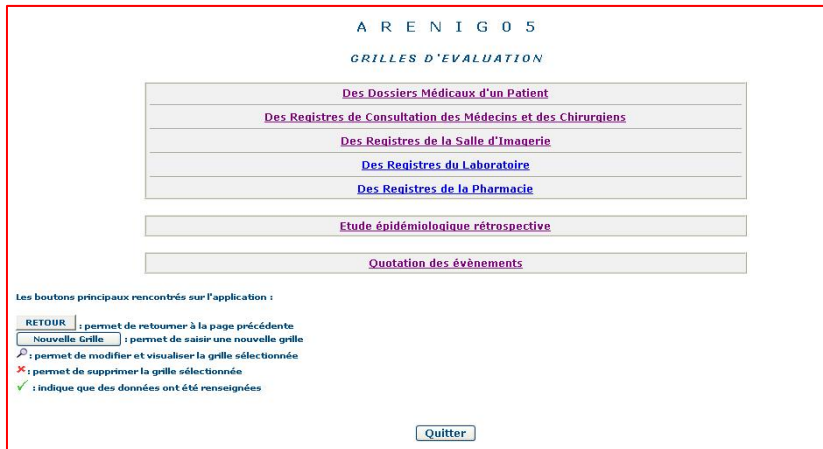 A R E N I G 0 5
GRILLES D'EVALUATION
Des Dossiers Médicaux d'un Patient
Des Registres de Consultation des Médecins et des Chirurgiens
Des Registres de la Salle d'Imagerie
Des Registres du Laboratoire
Des Registres de la Pharmacie
Etude épidémiologique rétrospective
Quotation des évènements
Les boutons principaux rencontrés sur l'application :
RETOUR : permet de retourner à la page précédente
Nouvelle Grille : permet de saisir une nouvelle grille
: permet de modifier et visualiser la grille sélectionnée
: permet de supprimer la grille sélectionnée
: indique que des données ont été renseignées
Quitter